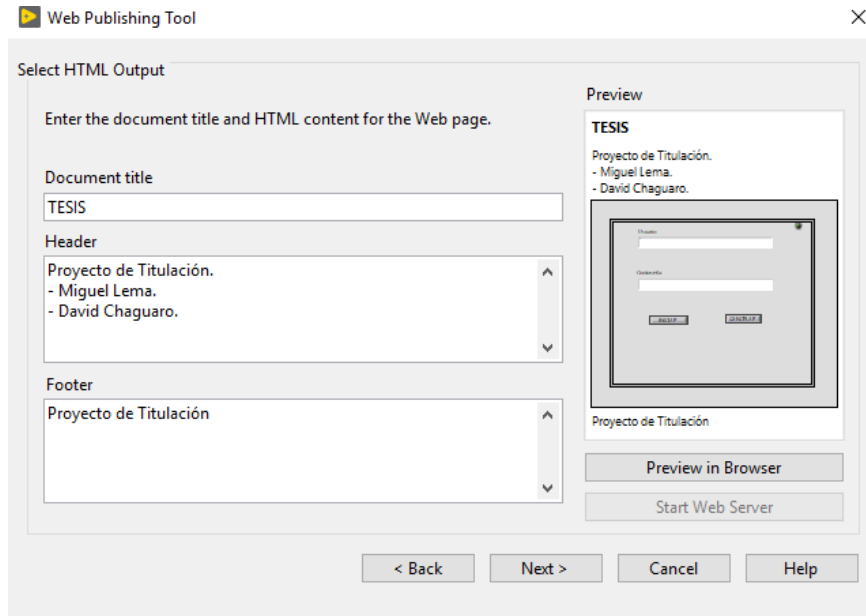 Web Publishing Tool
Select HTML Output
Enter the document title and HTML content for the Web page.
Document title
TESIS
Header
Proyecto de Titulación.
- Miguel Lema.
- David Chaguaro.
Footer
Proyecto de Titulación
Preview
TESIS
Proyecto de Titulación.
- Miguel Lema.
- David Chaguaro.
Usuario
Proyecto de Titulación
Preview in Browser
Start Web Server
< Back
Next >
Cancel
Help